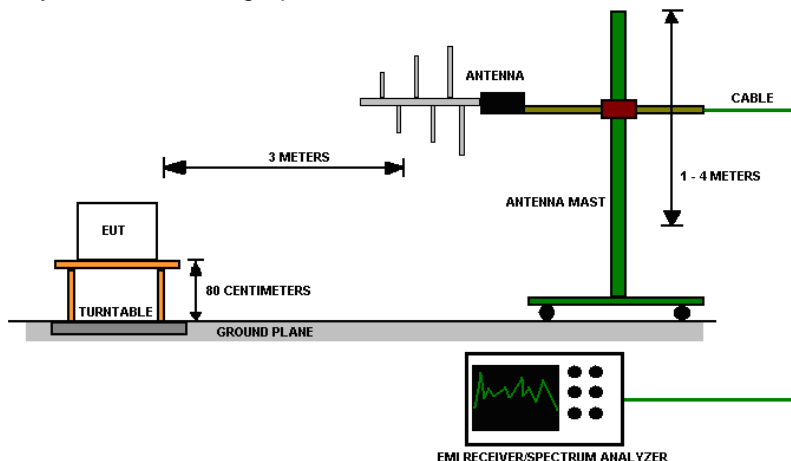 ANTENNA
CABLE
3 METERS
1 - 4 METERS
ANTENNA MAST
EUT
80 CENTIMETERS
TURNTABLE
GROUND PLANE
EMI RECEIVER/SPECTRUM ANALYZER